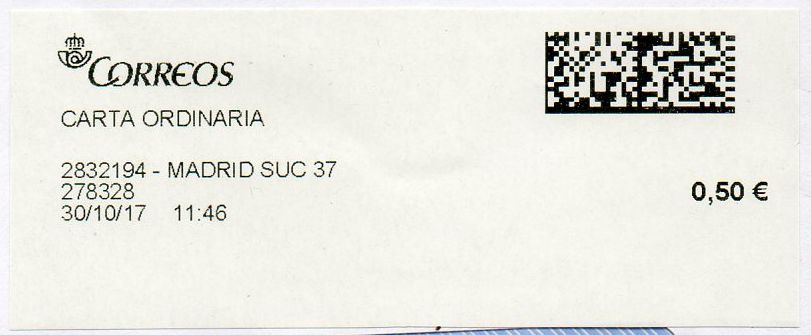 CORREOS
CARTA ORDINARIA
2832194 - MADRID SUC 37
278328
30/10/17 11:46
0,50 €